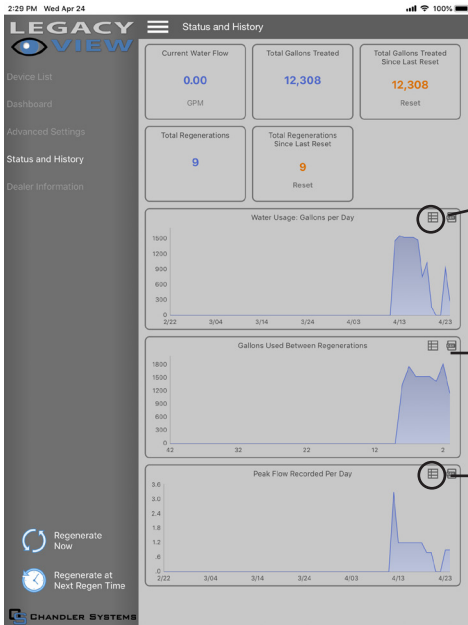 2:29 PM Wed Apr 24
100%
LEGACY
VIEW
Status and History
Device List
Dashboard
Advanced Settings
Status and History
Dealer Information
Regenerate
Now
Regenerate at
Next Regen Time
CHANDLER SYSTEMS
Current Water Flow
0.00
GPM
Total Gallons Treated
12,308
Total Gallons Treated
Since Last Reset
12,308
Reset
Total Regenerations
9
Total Regenerations
Since Last Reset
9
Reset
Water Usage: Gallons per Day
1500
1200
900
600
300
0
2/22 3/04 3/14 3/24 4/03 4/13 4/23
Gallons Used Between Regenerations
1800
1500
1200
900
600
300
0
42 32 22 12 2
Peak Flow Recorded Per Day
3.6
3.0
2.4
1.8
1.2
.6
.0
2/22 3/04 3/14 3/24 4/03 4/13 4/23